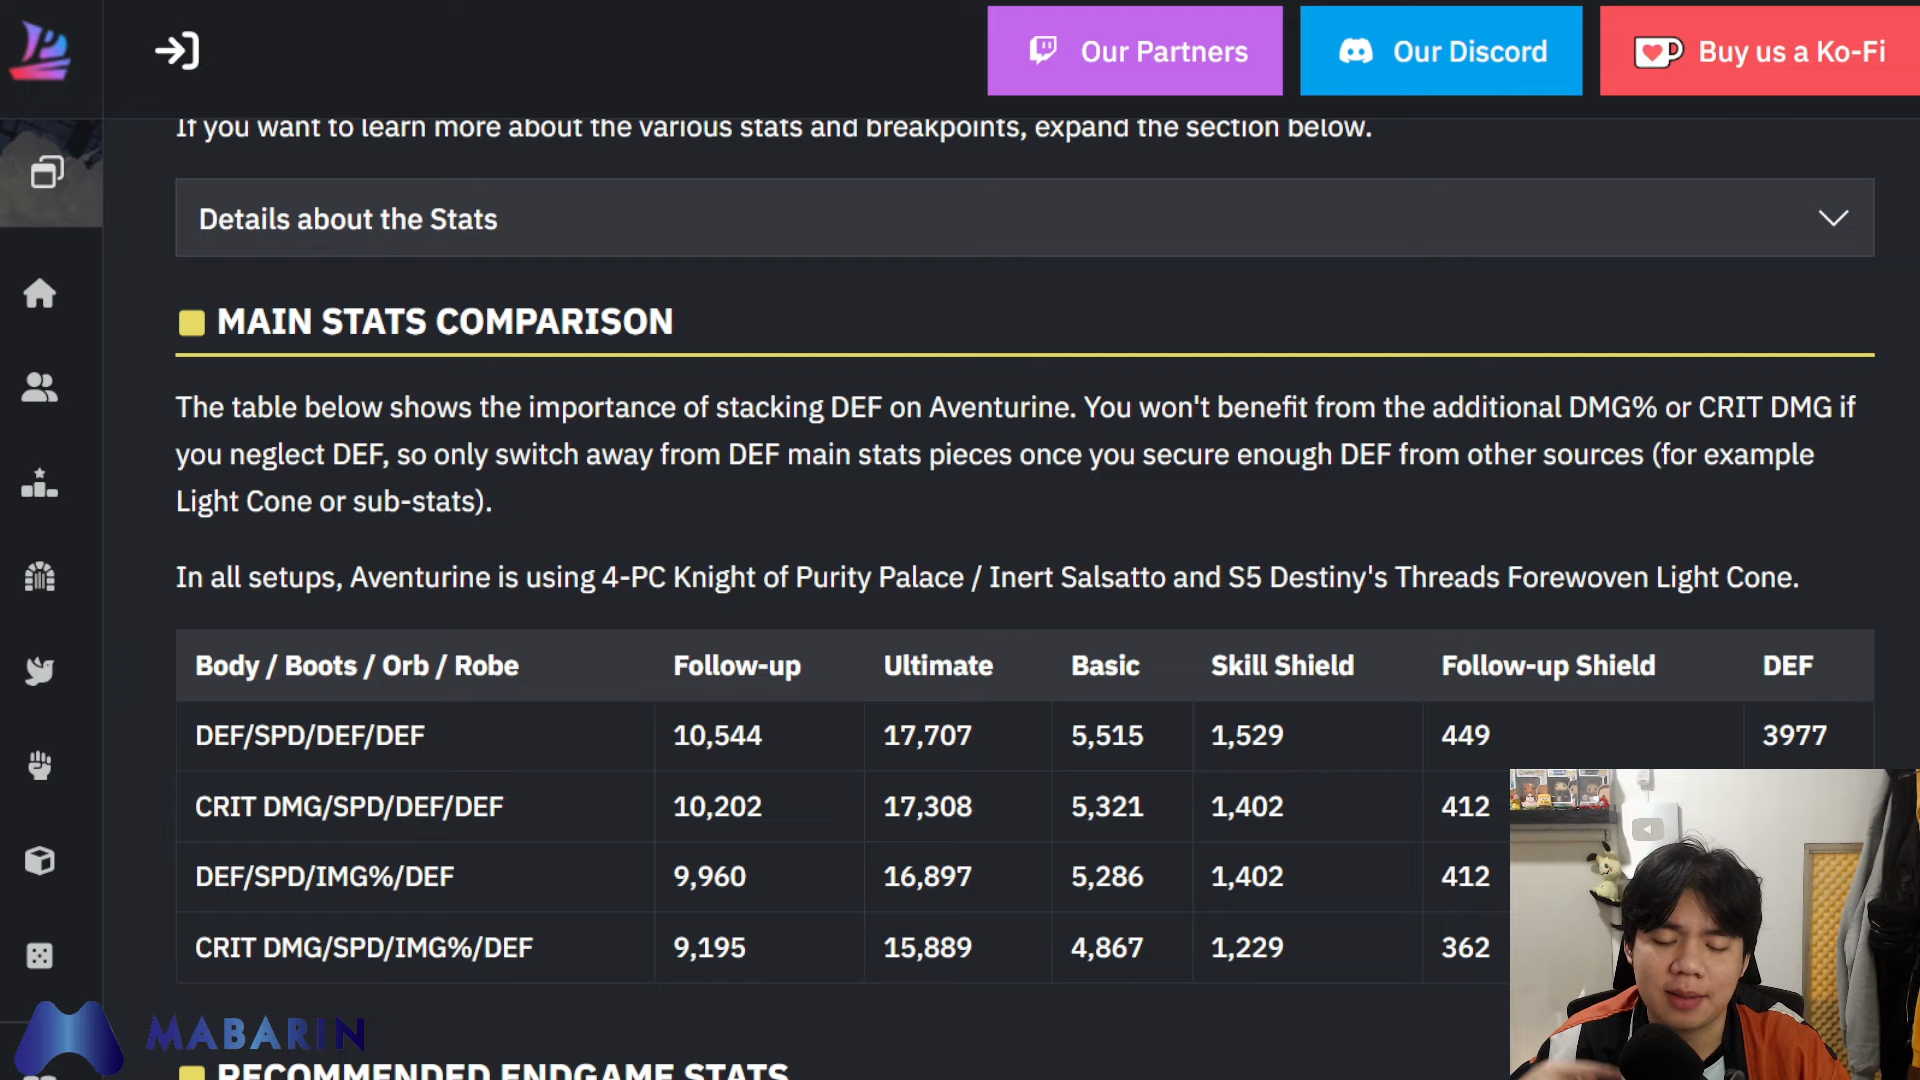 Our Partners
Our Discord
Buy us a Ko-Fi
If you want to learn more about the various stats and breakpoints, expand the section below.
Details about the Stats
MAIN STATS COMPARISON
The table below shows the importance of stacking DEF on Aventurine. You won't benefit from the additional DMG% or CRIT DMG if
you neglect DEF, so only switch away from DEF main stats pieces once you secure enough DEF from other sources (for example
Light Cone or sub-stats).
In all setups, Aventurine is using 4-PC Knight of Purity Palace / Inert Salsatto and S5 Destiny's Threads Forewoven Light Cone.
Body / Boots / Orb / Robe Follow-up Ultimate Basic Skill Shield Follow-up Shield DEF
DEF/SPD/DEF/DEF 10,544 17,707 5,515 1,529 449 3977
CRIT DMG/SPD/DEF/DEF 10,202 17,308 5,321 1,402 412
DEF/SPD/IMG%/DEF 9,960 16,897 5,286 1,402 412
CRIT DMG/SPD/IMG%/DEF 9,195 15,889 4,867 1,229 362
MABARIN
RECOMMENDED ENDGAME STATS